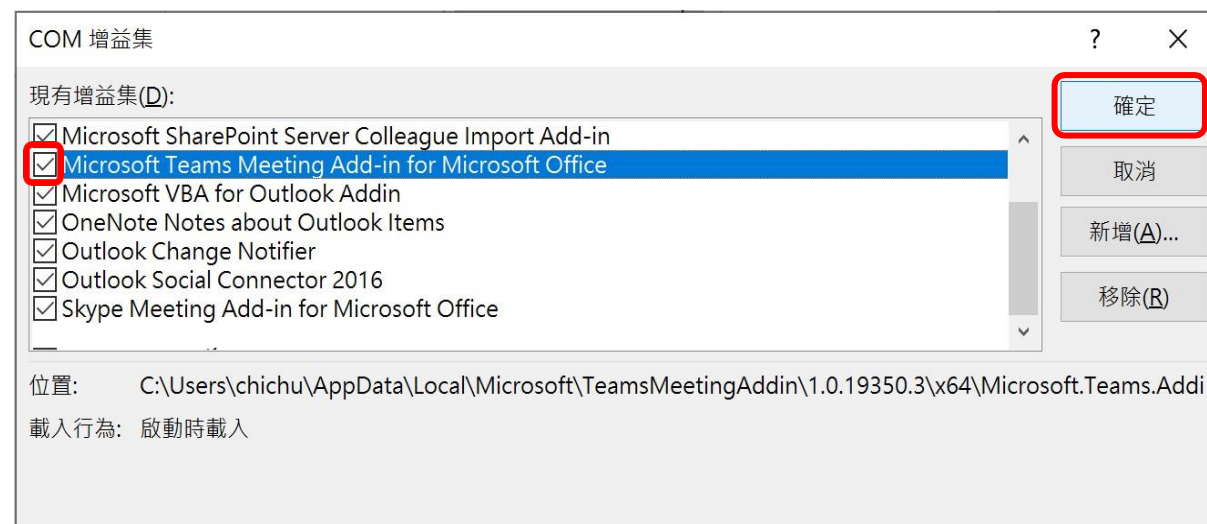 COM 增益集
? X
現有增益集(D):
Microsoft SharePoint Server Colleague Import Add-in
Microsoft Teams Meeting Add-in for Microsoft Office
Microsoft VBA for Outlook Addin
OneNote Notes about Outlook Items
Outlook Change Notifier
Outlook Social Connector 2016
Skype Meeting Add-in for Microsoft Office
確定
取消
新增(A)...
移除(R)
位置: C:\Users\chichu\AppData\Local\Microsoft\TeamsMeetingAddin\1.0.19350.3\x64\Microsoft.Teams.Addi
載入行為: 啟動時載入